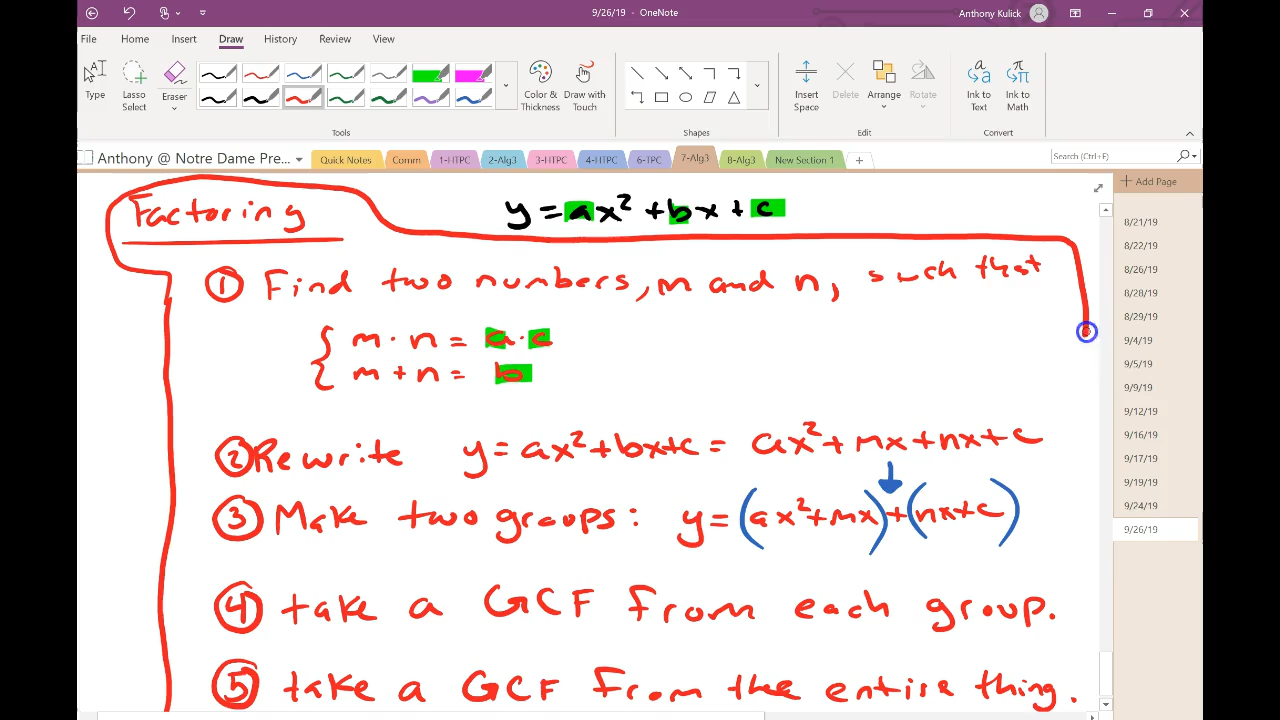 9/26/19 - OneNote
Anthony Kulick
File Home Insert Draw History Review View
Type
Lasso Select
Eraser
Color & Thickness
Draw with Touch
Insert Space
Delete
Arrange
Rotate
Ink to Text
Ink to Math
Tools
Shapes
Edit
Convert
Anthony @ Notre Dame Pre...
Quick Notes Comm 1-HTPC 2-Alg3 3-HTPC 4-HTPC 6-TPC 7-Alg3 8-Alg3 New Section 1 +
Search (Ctrl+F)
+ Add Page
8/21/19
8/22/19
8/26/19
8/28/19
8/29/19
9/4/19
9/5/19
9/9/19
9/12/19
9/16/19
9/17/19
9/19/19
9/24/19
9/26/19
Factoring
y = ax² + bx + c
① Find two numbers, m and n, such that
{ m · n = a · c
m + n = b
② Rewrite y = ax² + bx + c = ax² + mx + nx + c
③ Make two groups: y = (ax² + mx) + (nx + c)
④ take a GCF from each group.
⑤ take a GCF from the entire thing.